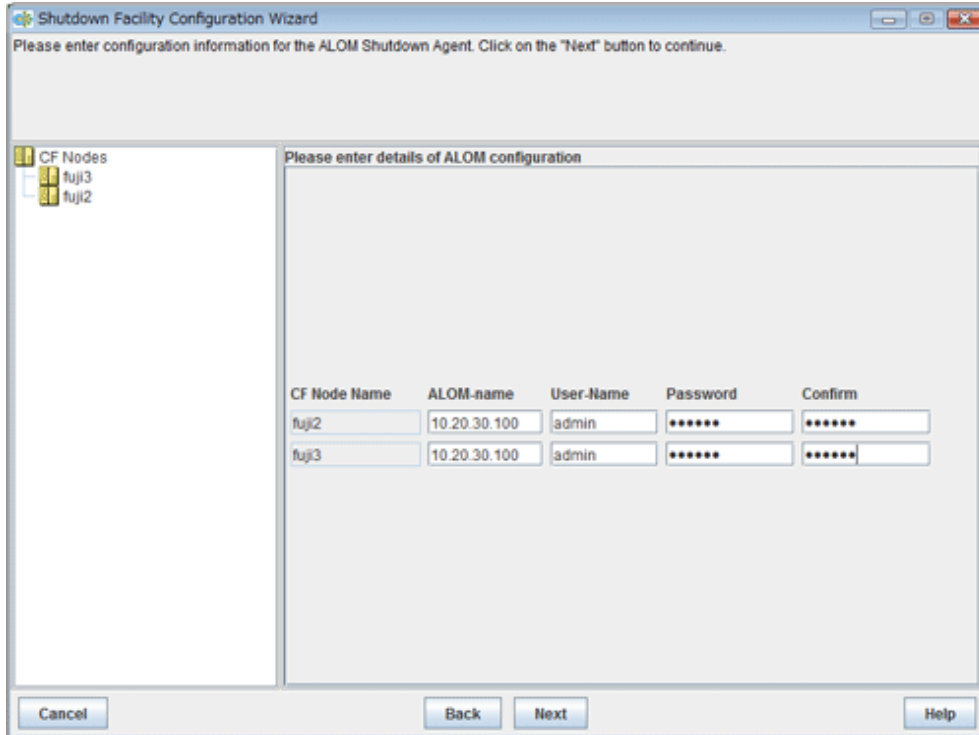 Shutdown Facility Configuration Wizard
Please enter configuration information for the ALOM Shutdown Agent. Click on the "Next" button to continue.
CF Nodes
fuji3
fuji2
Please enter details of ALOM configuration
CF Node Name ALOM-name User-Name Password Confirm
fuji2 10.20.30.100 admin •••••• ••••••
fuji3 10.20.30.100 admin •••••• ••••••
Cancel Back Next Help